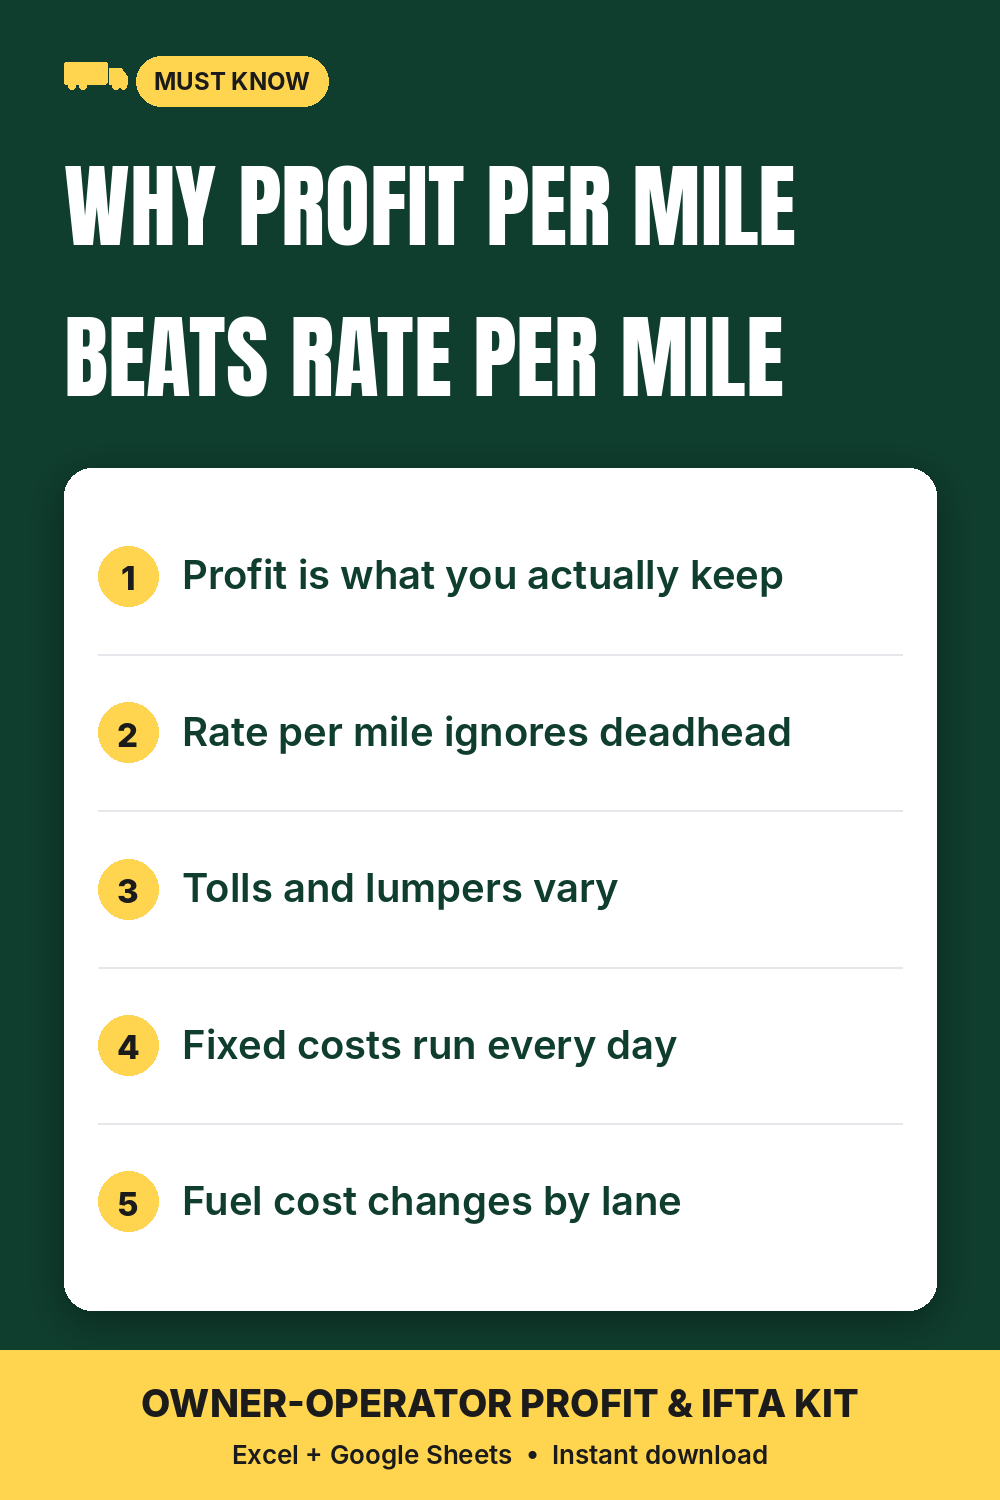 MUST KNOW
WHY PROFIT PER MILE
BEATS RATE PER MILE
1 Profit is what you actually keep
2 Rate per mile ignores deadhead
3 Tolls and lumpers vary
4 Fixed costs run every day
5 Fuel cost changes by lane
OWNER-OPERATOR PROFIT & IFTA KIT
Excel + Google Sheets • Instant download